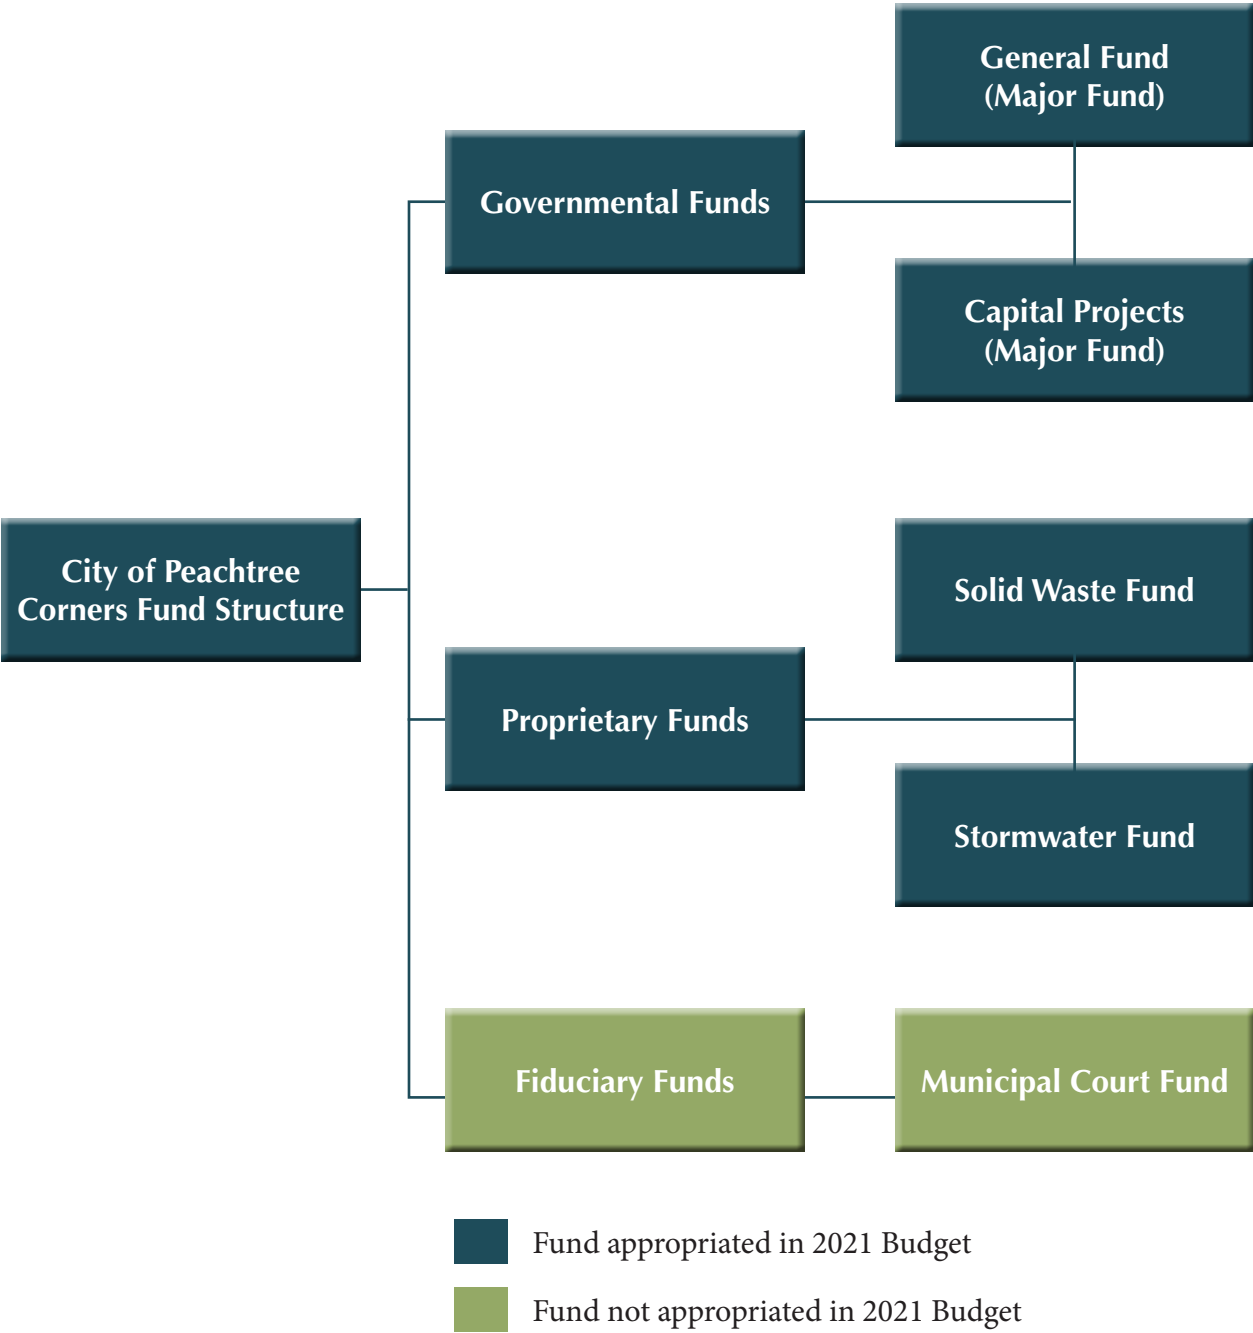 General Fund
(Major Fund)
Governmental Funds
Capital Projects
(Major Fund)
City of Peachtree
Corners Fund Structure
Solid Waste Fund
Proprietary Funds
Stormwater Fund
Fiduciary Funds
Municipal Court Fund
Fund appropriated in 2021 Budget
Fund not appropriated in 2021 Budget